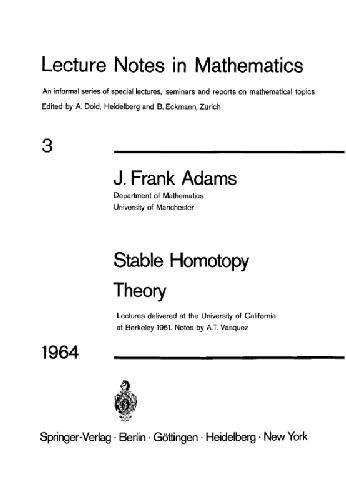 Lecture Notes in Mathematics
An informal series of special lectures, seminars and reports on mathematical topics
Edited by A. Dold, Heidelberg and B. Eckmann, Zürich
3
J. Frank Adams
Department of Mathematics
University of Manchester
Stable Homotopy
Theory
Lectures delivered at the University of California
at Berkeley 1961. Notes by A.T. Vasquez
1964
Springer-Verlag · Berlin · Göttingen · Heidelberg · New York